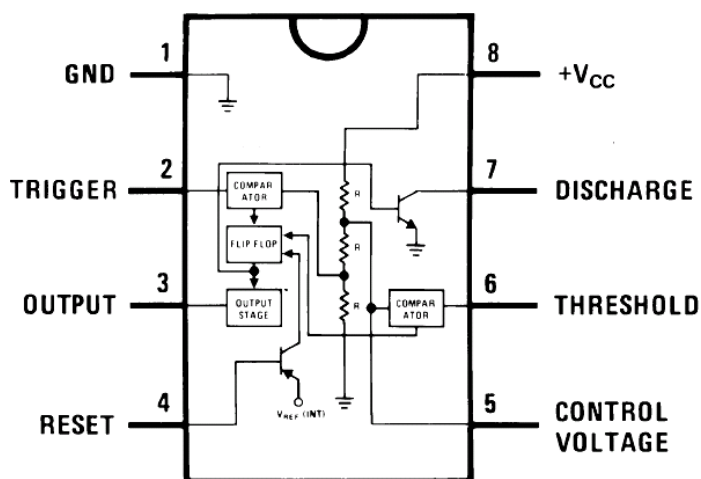 1
GND
8
+VCC
2
TRIGGER
COMPAR
ATOR
R
7
DISCHARGE
FLIP FLOP
R
3
OUTPUT
OUTPUT
STAGE
R
COMPAR
ATOR
6
THRESHOLD
4
RESET
VREF (INT)
5
CONTROL
VOLTAGE